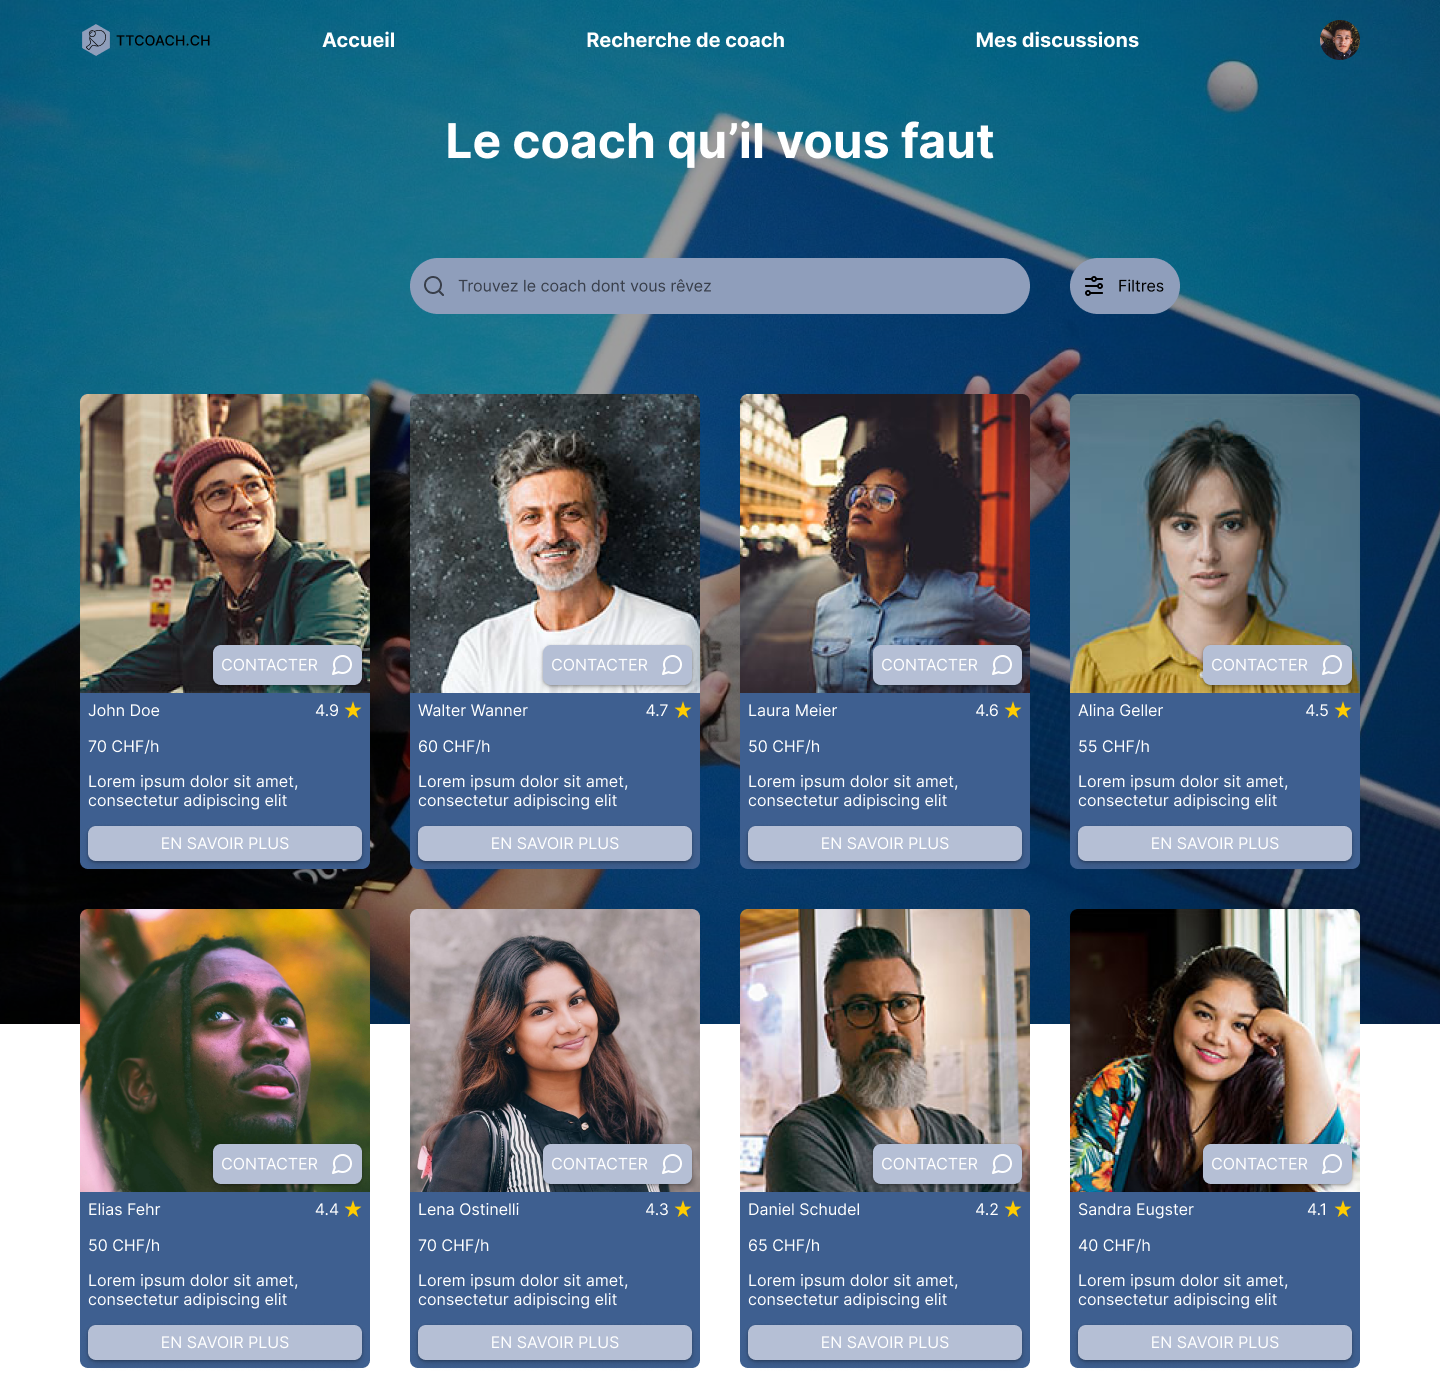 TTCOACH.CH
Accueil
Recherche de coach
Mes discussions
Le coach qu’il vous faut
Trouvez le coach dont vous rêvez
Filtres
CONTACTER
CONTACTER
CONTACTER
CONTACTER
John Doe 4.9
70 CHF/h
Lorem ipsum dolor sit amet,
consectetur adipiscing elit
EN SAVOIR PLUS
Walter Wanner 4.7
60 CHF/h
Lorem ipsum dolor sit amet,
consectetur adipiscing elit
EN SAVOIR PLUS
Laura Meier 4.6
50 CHF/h
Lorem ipsum dolor sit amet,
consectetur adipiscing elit
EN SAVOIR PLUS
Alina Geller 4.5
55 CHF/h
Lorem ipsum dolor sit amet,
consectetur adipiscing elit
EN SAVOIR PLUS
CONTACTER
CONTACTER
CONTACTER
CONTACTER
Elias Fehr 4.4
50 CHF/h
Lorem ipsum dolor sit amet,
consectetur adipiscing elit
EN SAVOIR PLUS
Lena Ostinelli 4.3
70 CHF/h
Lorem ipsum dolor sit amet,
consectetur adipiscing elit
EN SAVOIR PLUS
Daniel Schudel 4.2
65 CHF/h
Lorem ipsum dolor sit amet,
consectetur adipiscing elit
EN SAVOIR PLUS
Sandra Eugster 4.1
40 CHF/h
Lorem ipsum dolor sit amet,
consectetur adipiscing elit
EN SAVOIR PLUS